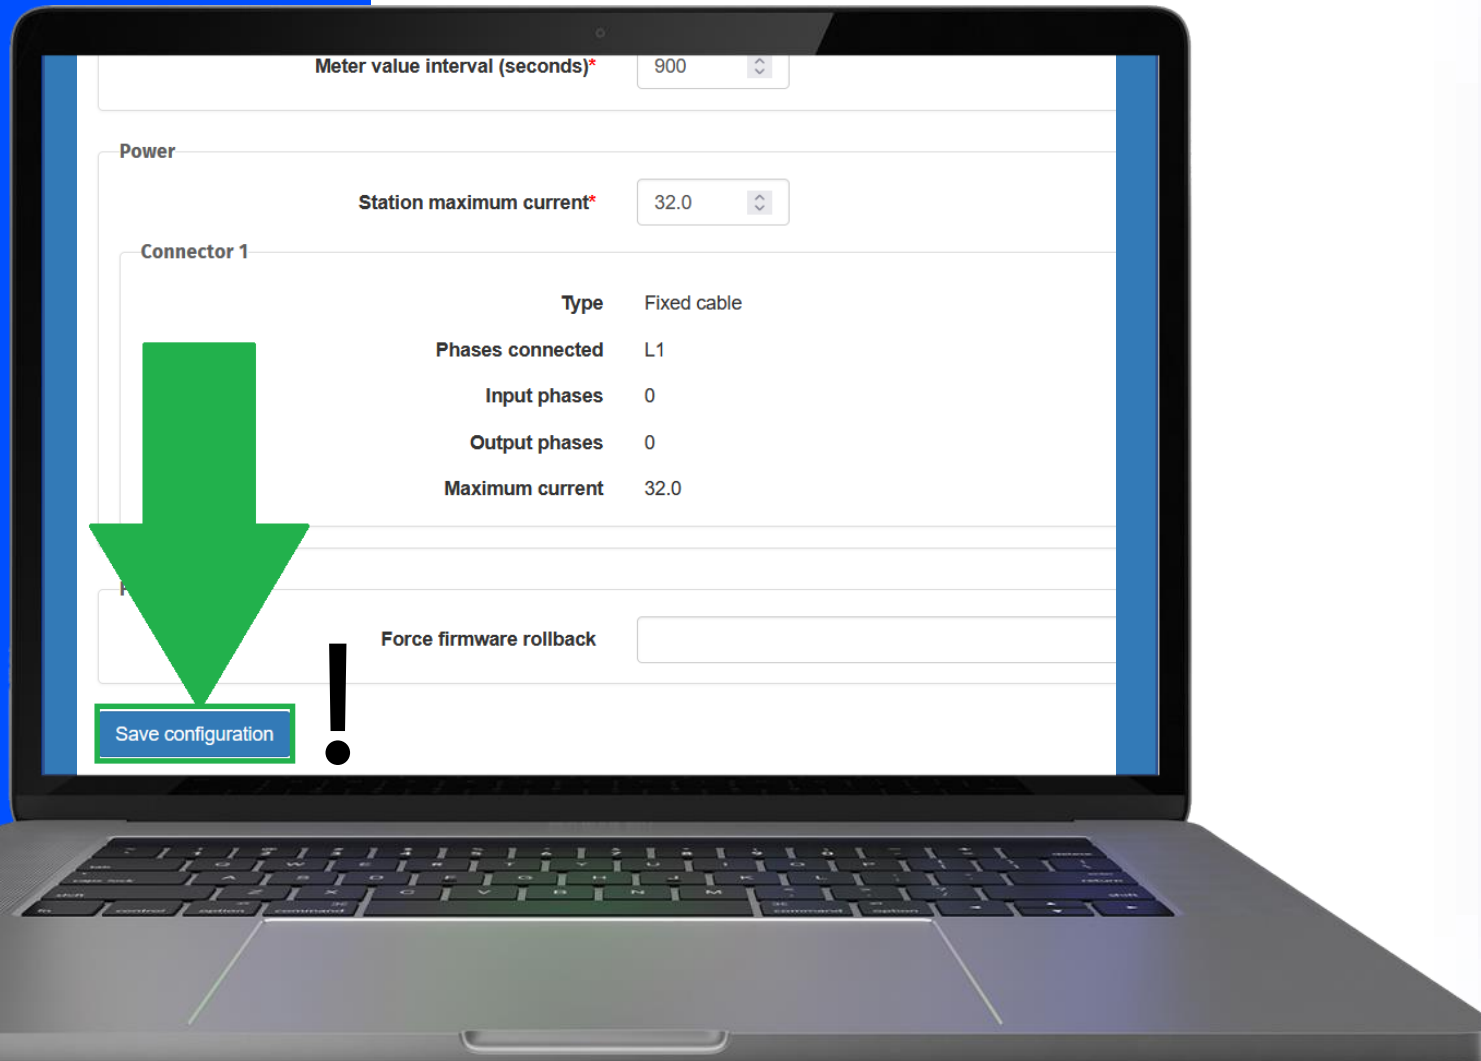 Meter value interval (seconds)* 900
Power
Station maximum current* 32.0
Connector 1
Type Fixed cable
Phases connected L1
Input phases 0
Output phases 0
Maximum current 32.0
Force firmware rollback
Save configuration !